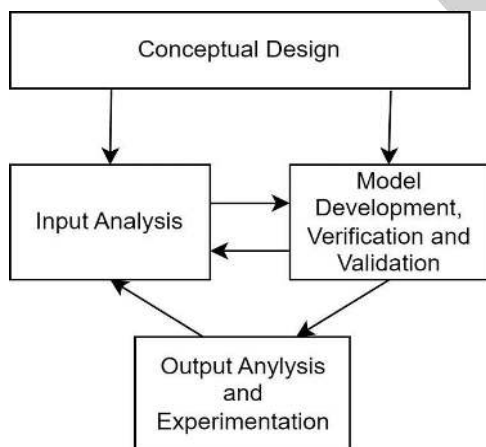 Conceptual Design
Input Analysis
Model
Development,
Verification and
Validation
Output Anylysis
and
Experimentation